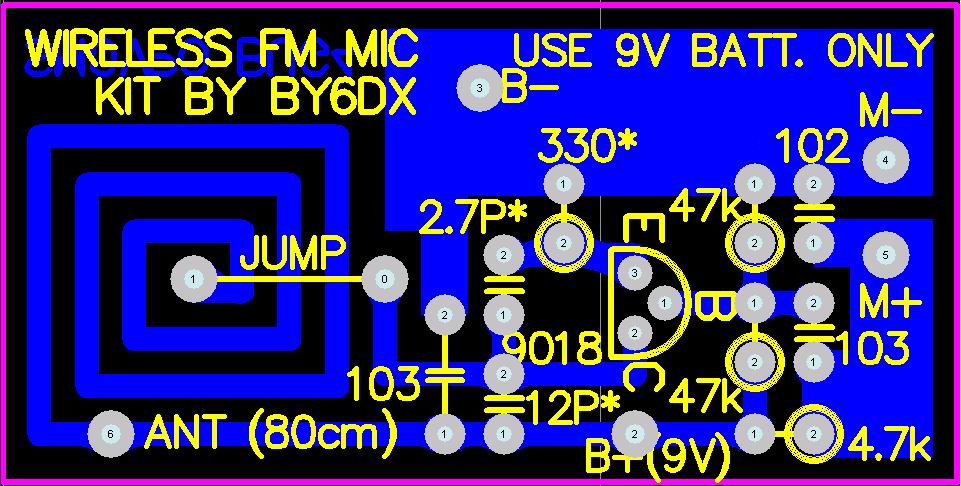 WIRELESS FM MIC
KIT BY BY6DX
USE 9V BATT. ONLY
3
B-
M-
4
330*
102
1
1
2
2.7P*
47k
E
2
2
2
1
2
5
JUMP
1
0
3
1
B
1
2
M+
2
1
2
9018
2
2
1
103
103
C
12P*
47k
6
ANT (80cm)
1
1
2
1
2
4.7k
B+(9V)